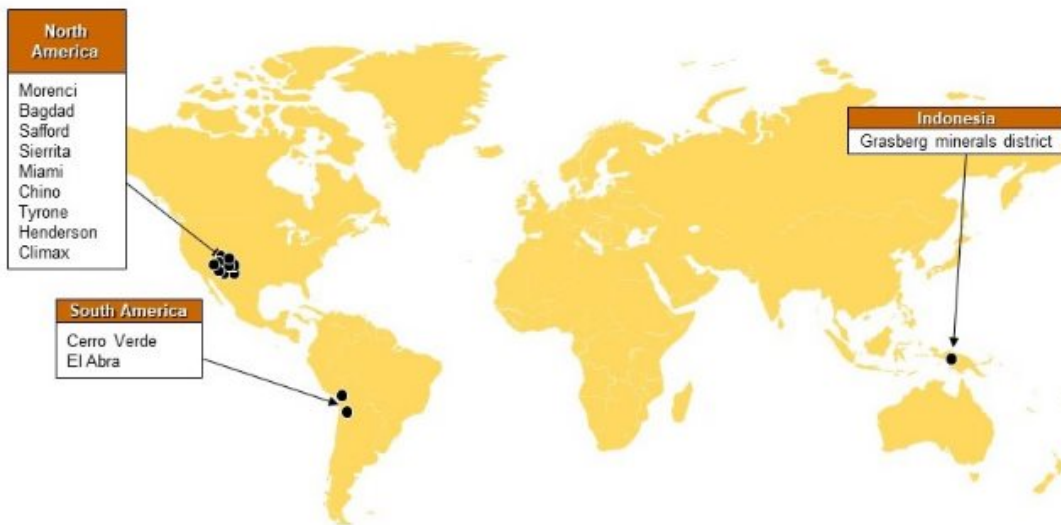 North
America
Morenci
Bagdad
Safford
Sierrita
Miami
Chino
Tyrone
Henderson
Climax
Indonesia
Grasberg minerals district
South America
Cerro Verde
El Abra